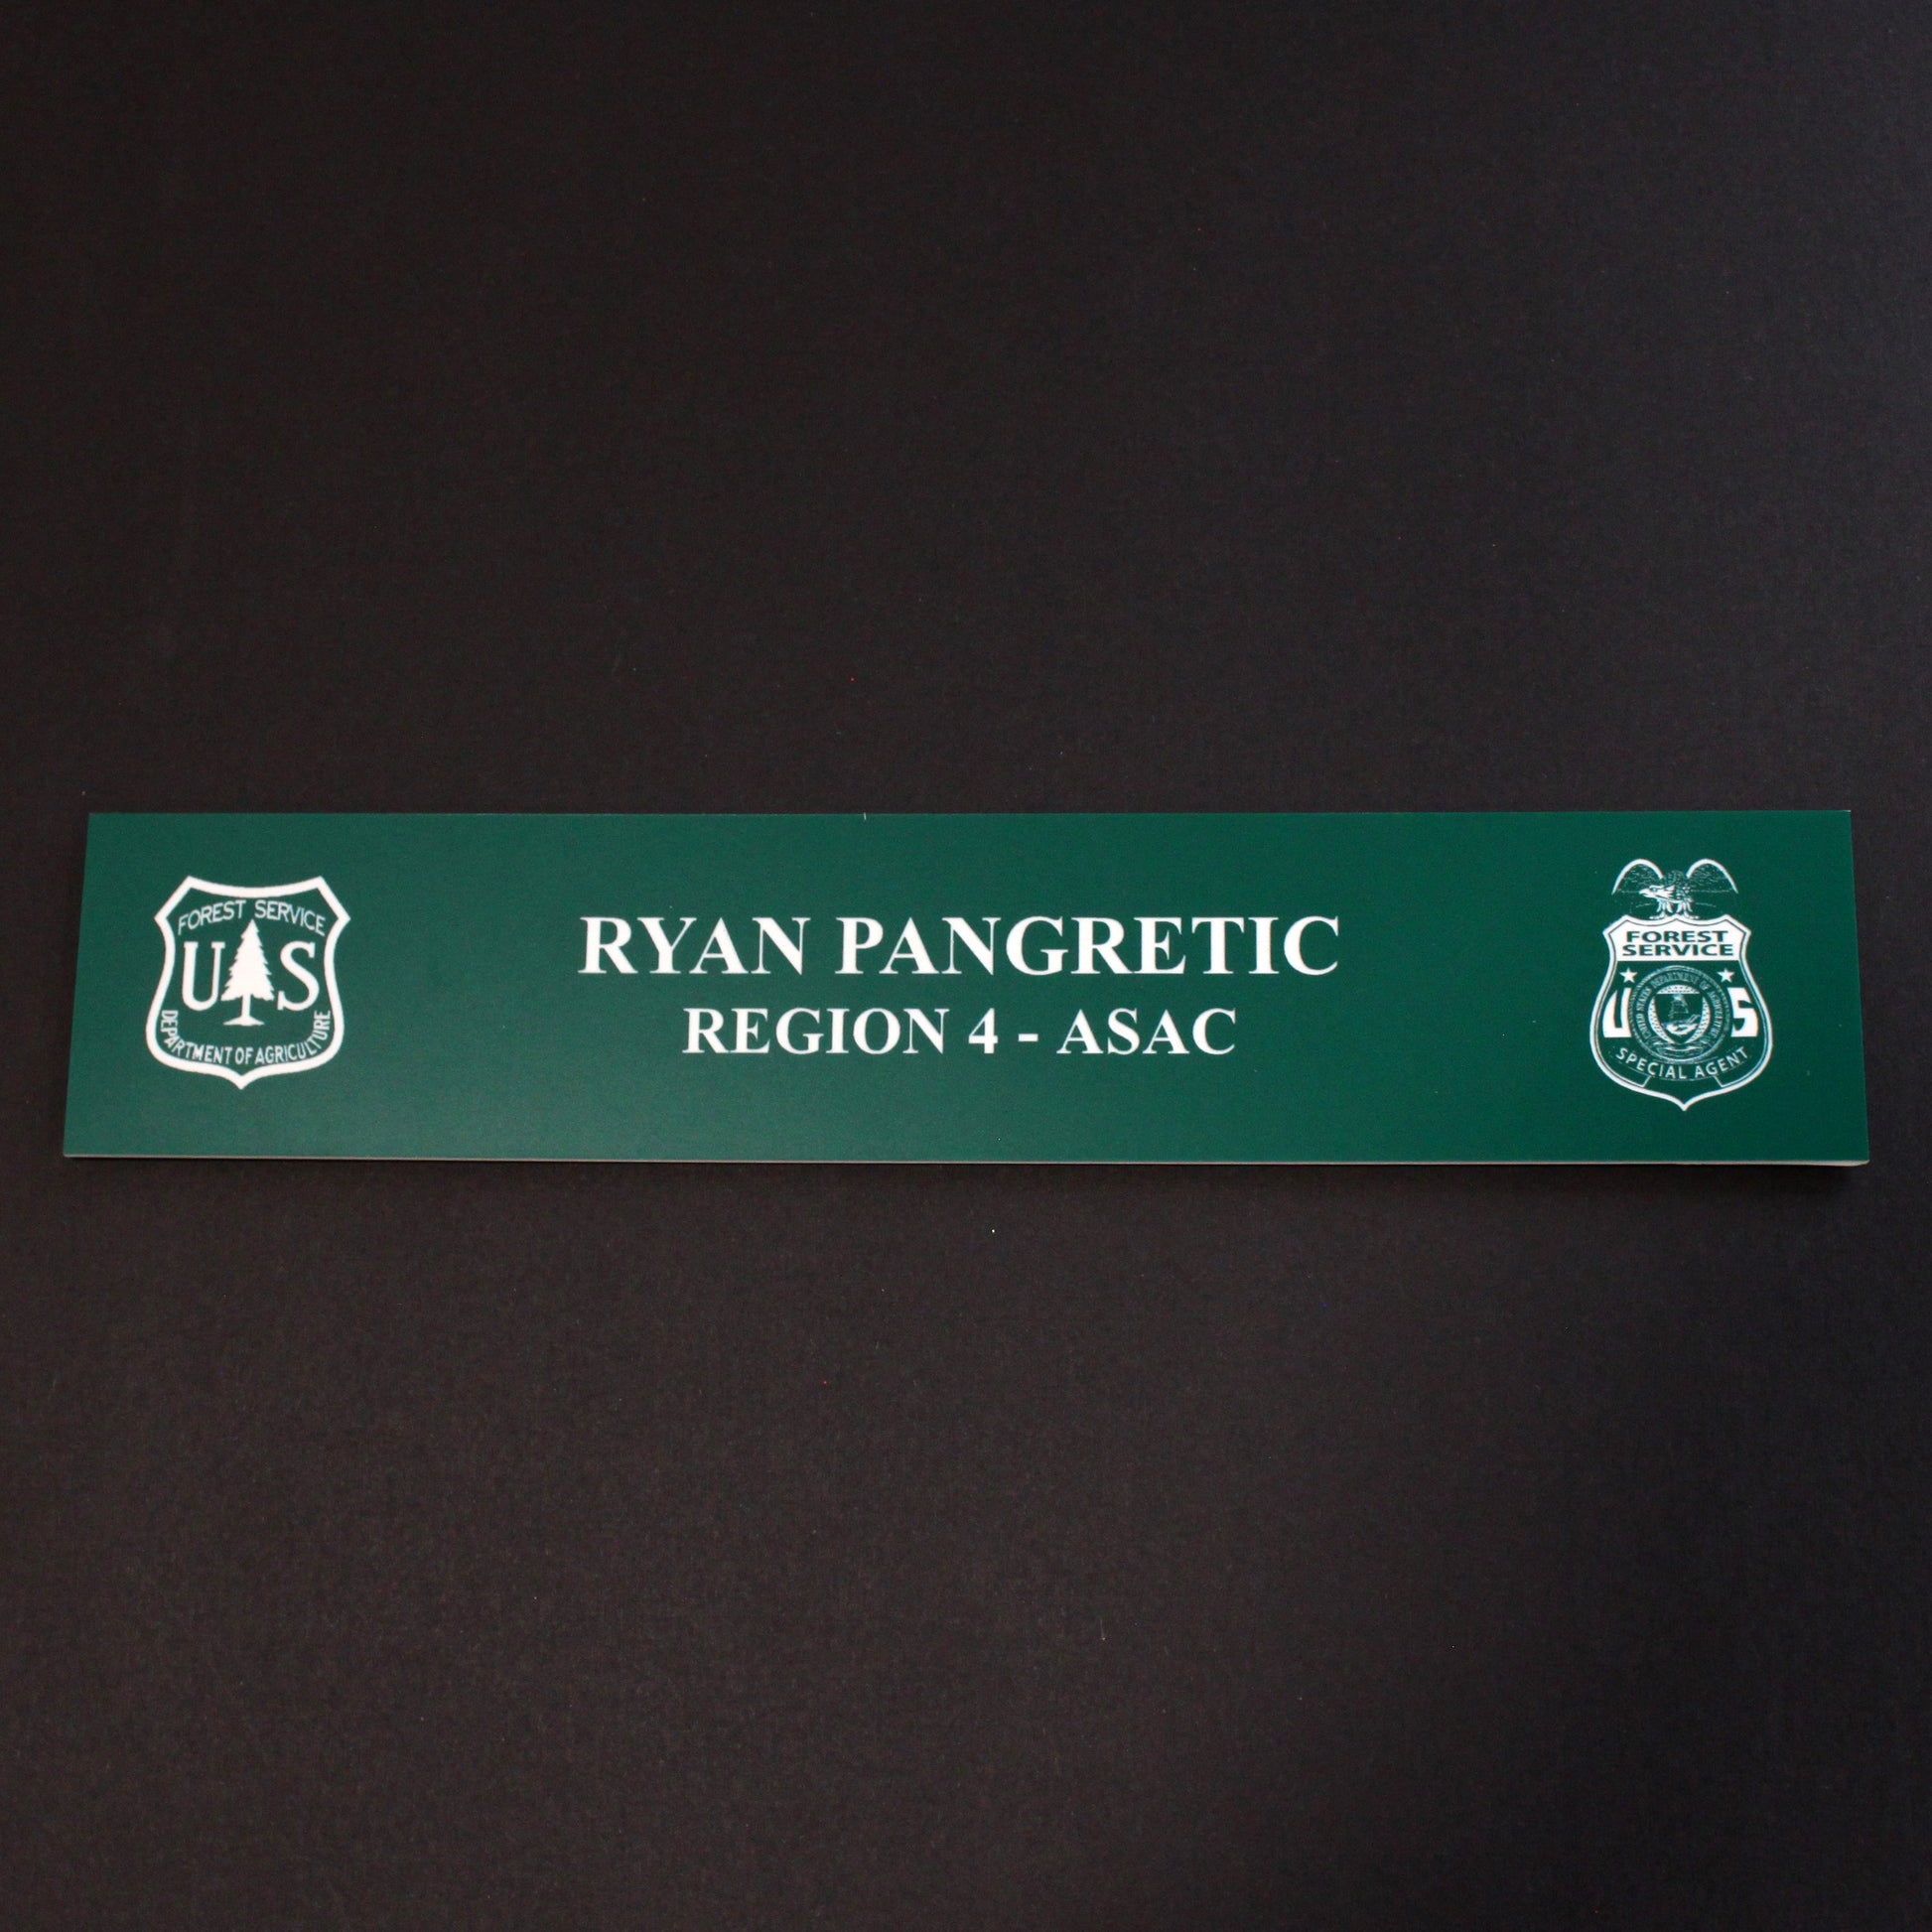 FOREST SERVICE
U S
DEPARTMENT OF AGRICULTURE
RYAN PANGRETIC
REGION 4 - ASAC
FOREST
SERVICE
U S
SPECIAL AGENT